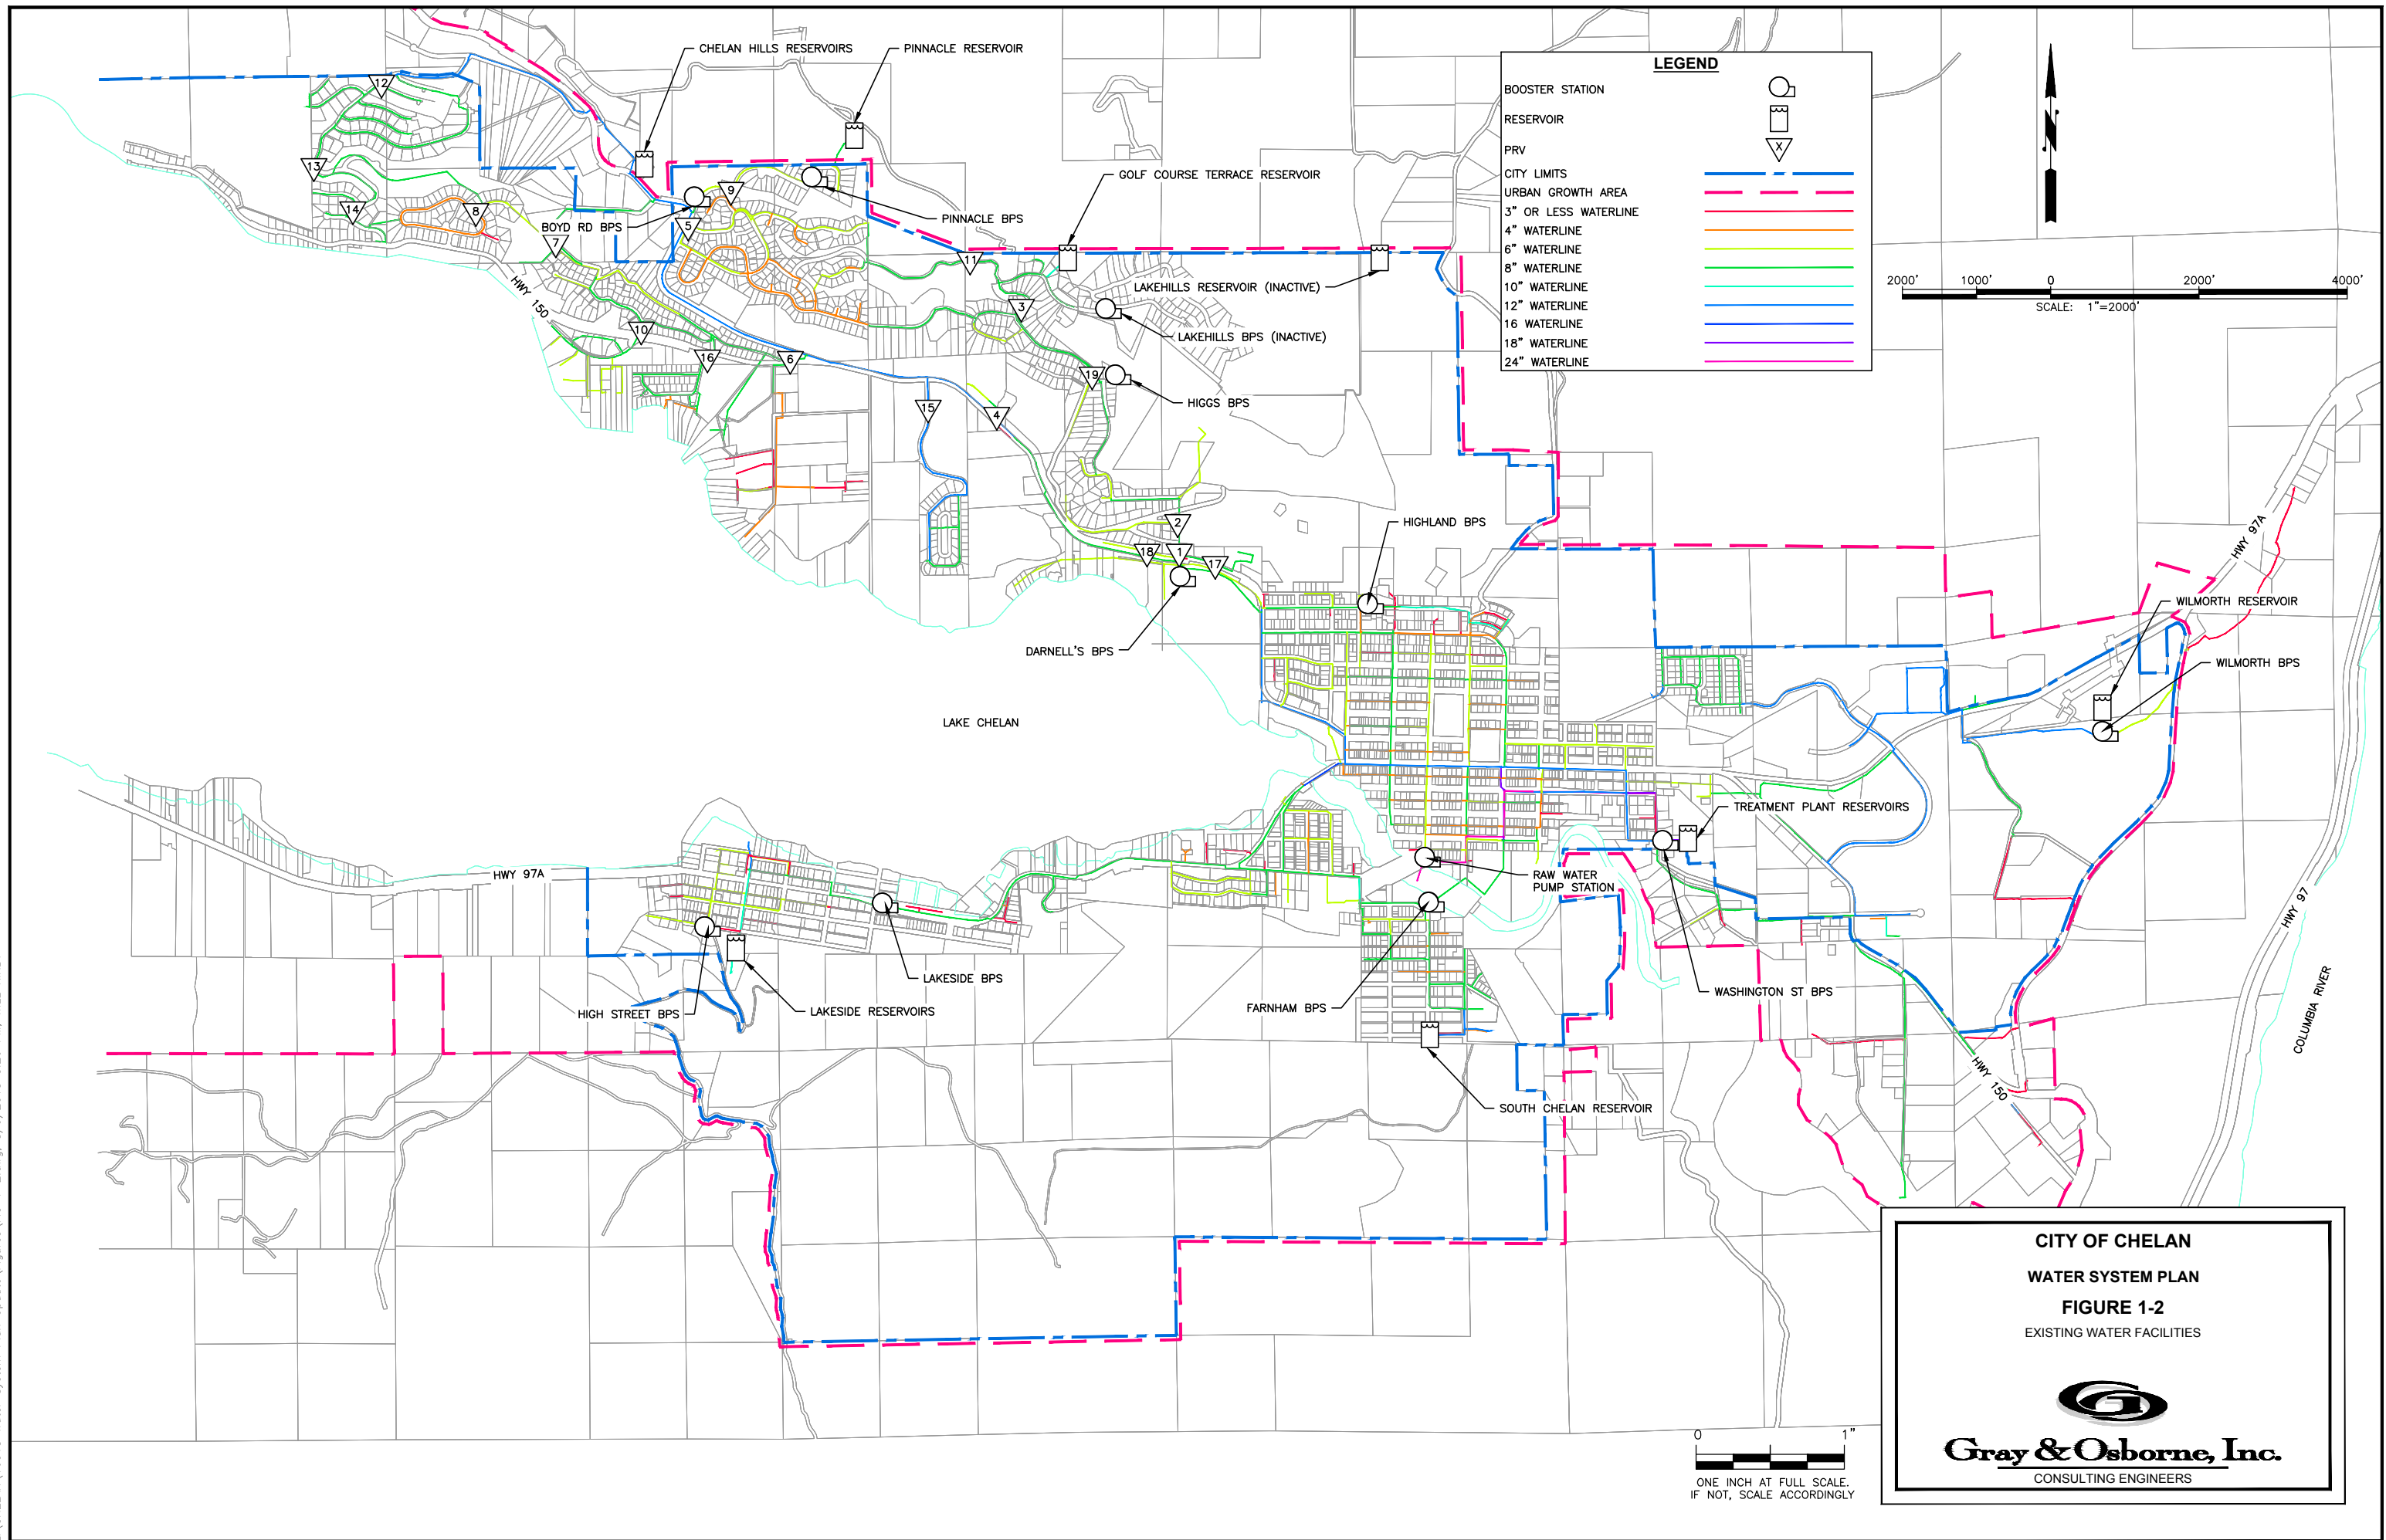 CHELAN HILLS RESERVOIRS
PINNACLE RESERVOIR
LEGEND
BOOSTER STATION
RESERVOIR
PRV
X
CITY LIMITS
URBAN GROWTH AREA
3" OR LESS WATERLINE
4" WATERLINE
6" WATERLINE
8" WATERLINE
10" WATERLINE
12" WATERLINE
16 WATERLINE
18" WATERLINE
24" WATERLINE
N
2000' 1000' 0 2000' 4000'
SCALE: 1"=2000'
12
13
14
8
9
5
7
BOYD RD BPS
PINNACLE BPS
GOLF COURSE TERRACE RESERVOIR
11
LAKEHILLS RESERVOIR (INACTIVE)
3
LAKEHILLS BPS (INACTIVE)
HWY 150
10
16
6
19
HIGGS BPS
15
4
2
18
1
17
HIGHLAND BPS
DARNELL'S BPS
HWY 97A
WILMORTH RESERVOIR
WILMORTH BPS
LAKE CHELAN
TREATMENT PLANT RESERVOIRS
HWY 97A
RAW WATER
PUMP STATION
HWY 97
LAKESIDE BPS
WASHINGTON ST BPS
HIGH STREET BPS
LAKESIDE RESERVOIRS
FARNHAM BPS
COLUMBIA RIVER
HWY 150
SOUTH CHELAN RESERVOIR
CITY OF CHELAN
WATER SYSTEM PLAN
FIGURE 1-2
EXISTING WATER FACILITIES
G
Gray & Osborne, Inc.
CONSULTING ENGINEERS
0 1"
ONE INCH AT FULL SCALE.
IF NOT, SCALE ACCORDINGLY